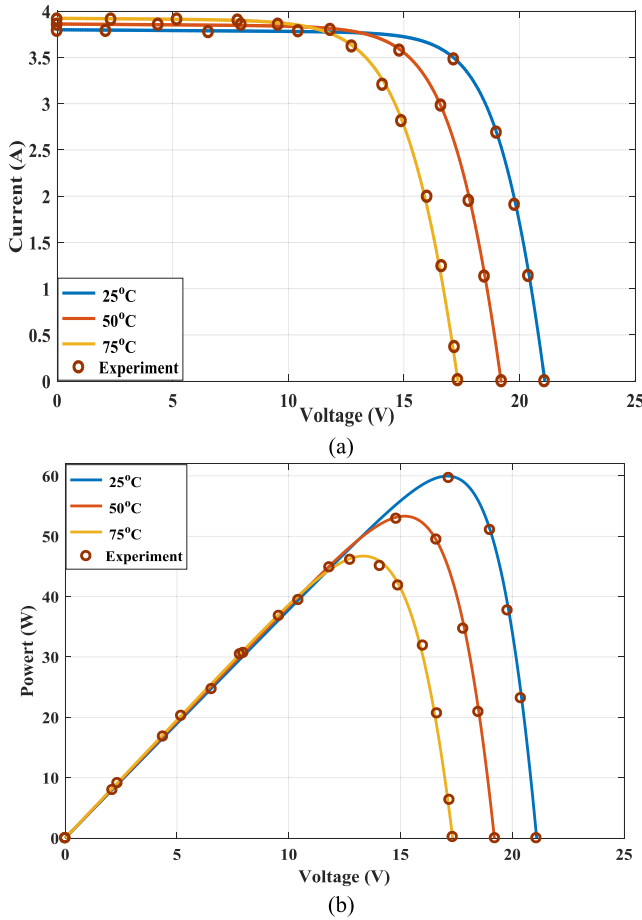 4
3.5
3
2.5
2
1.5
1
0.5
0
Current (A)
25°C
50°C
75°C
Experiment
0 5 10 15 20 25
Voltage (V)
(a)
60
50
40
30
20
10
0
Powert (W)
25°C
50°C
75°C
Experiment
0 5 10 15 20 25
Voltage (V)
(b)